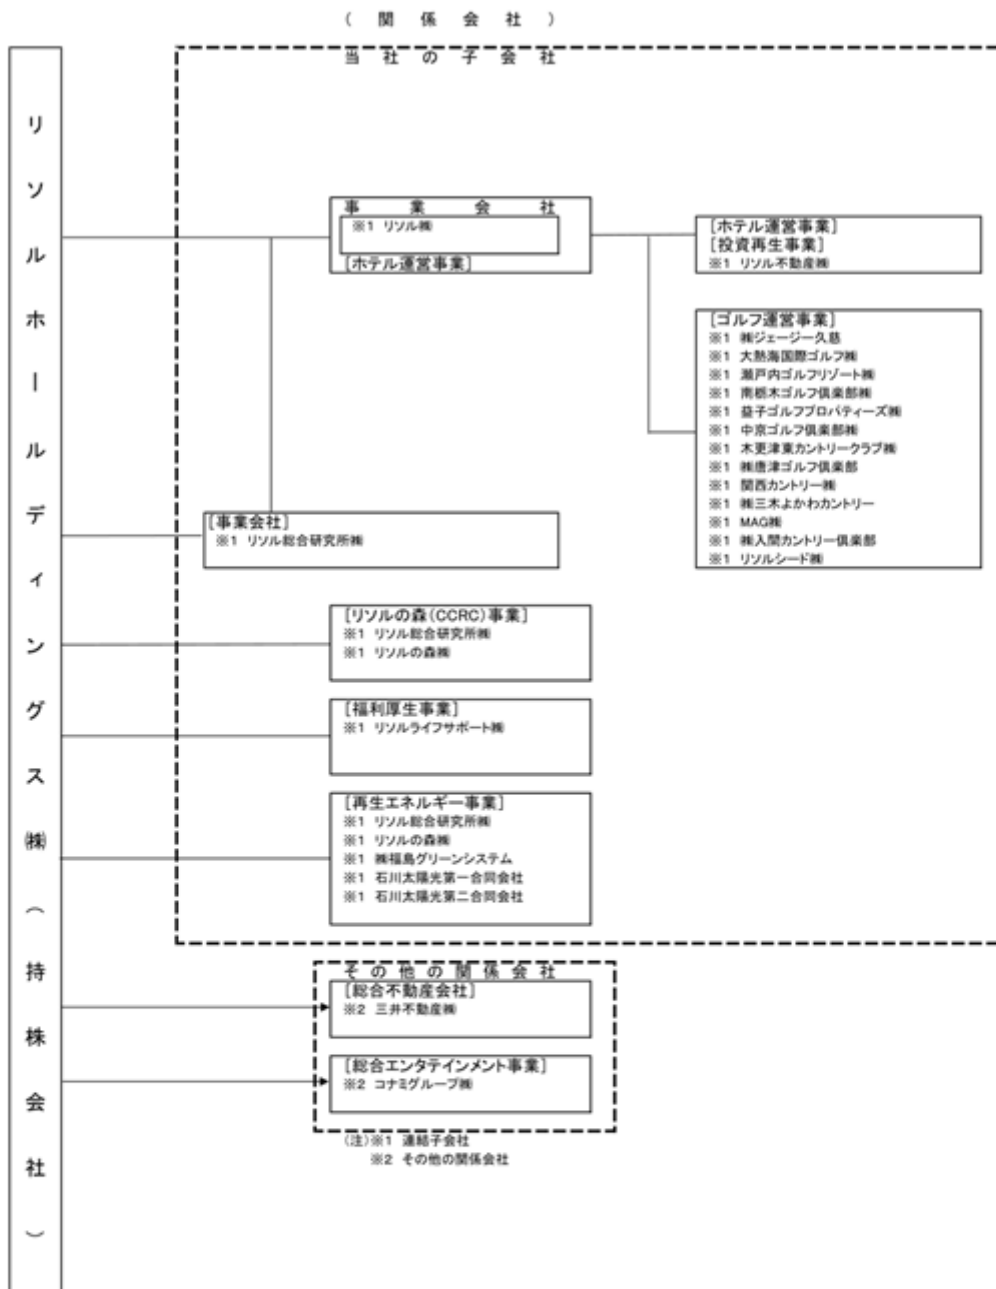 （関係会社）
当社の子会社
リソルホールディングス㈱（持株会社）
事業会社
※1 リソル㈱
[ホテル運営事業]
[ホテル運営事業]
[投資再生事業]
※1 リソル不動産㈱
[ゴルフ運営事業]
※1 ㈱ジェージー久慈
※1 大熱海国際ゴルフ㈱
※1 瀬戸内ゴルフリゾート㈱
※1 南栃木ゴルフ倶楽部㈱
※1 益子ゴルフプロパティーズ㈱
※1 中京ゴルフ倶楽部㈱
※1 木更津東カントリークラブ㈱
※1 ㈱唐津ゴルフ倶楽部
※1 関西カントリー㈱
※1 ㈱三木よかわカントリー
※1 MAG㈱
※1 ㈱入間カントリー倶楽部
※1 リソルシード㈱
[事業会社]
※1 リソル総合研究所㈱
[リソルの森(CCRC)事業]
※1 リソル総合研究所㈱
※1 リソルの森㈱
[福利厚生事業]
※1 リソルライフサポート㈱
[再生エネルギー事業]
※1 リソル総合研究所㈱
※1 リソルの森㈱
※1 ㈱福島グリーンシステム
※1 石川太陽光第一合同会社
※1 石川太陽光第二合同会社
その他の関係会社
[総合不動産会社]
※2 三井不動産㈱
[総合エンタテインメント事業]
※2 コナミグループ㈱
(注)※1 連結子会社
※2 その他の関係会社